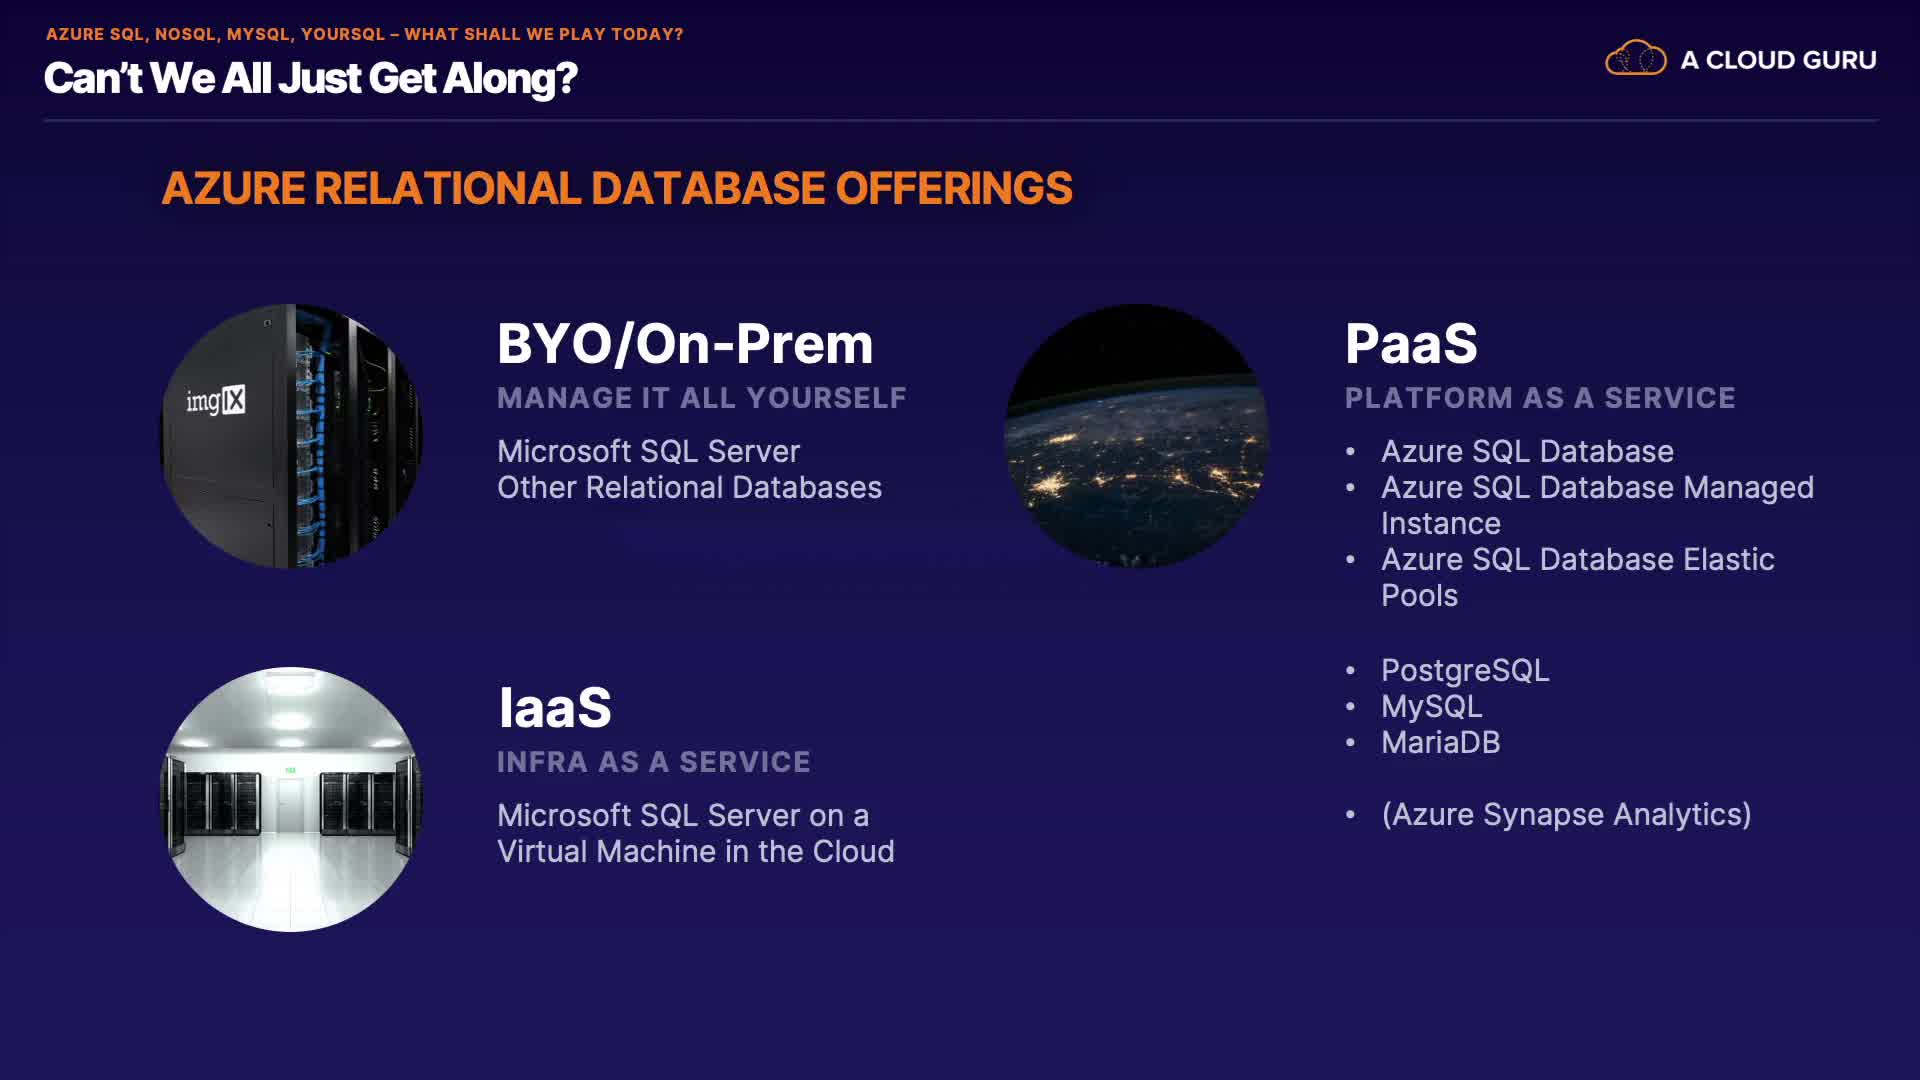 AZURE SQL, NOSQL, MYSQL, YOURSQL – WHAT SHALL WE PLAY TODAY?
Can’t We All Just Get Along?
A CLOUD GURU
AZURE RELATIONAL DATABASE OFFERINGS
imgIX
BYO/On-Prem
MANAGE IT ALL YOURSELF
Microsoft SQL Server
Other Relational Databases
IaaS
INFRA AS A SERVICE
Microsoft SQL Server on a
Virtual Machine in the Cloud
PaaS
PLATFORM AS A SERVICE
• Azure SQL Database
• Azure SQL Database Managed
Instance
• Azure SQL Database Elastic
Pools
• PostgreSQL
• MySQL
• MariaDB
• (Azure Synapse Analytics)